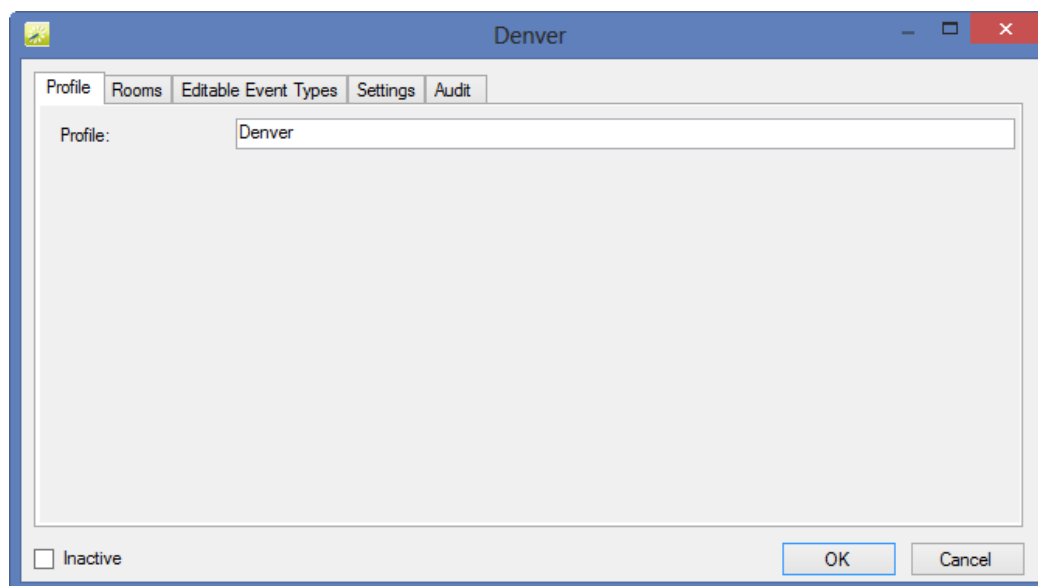 Denver
Profile Rooms Editable Event Types Settings Audit
Profile: Denver
Inactive OK Cancel